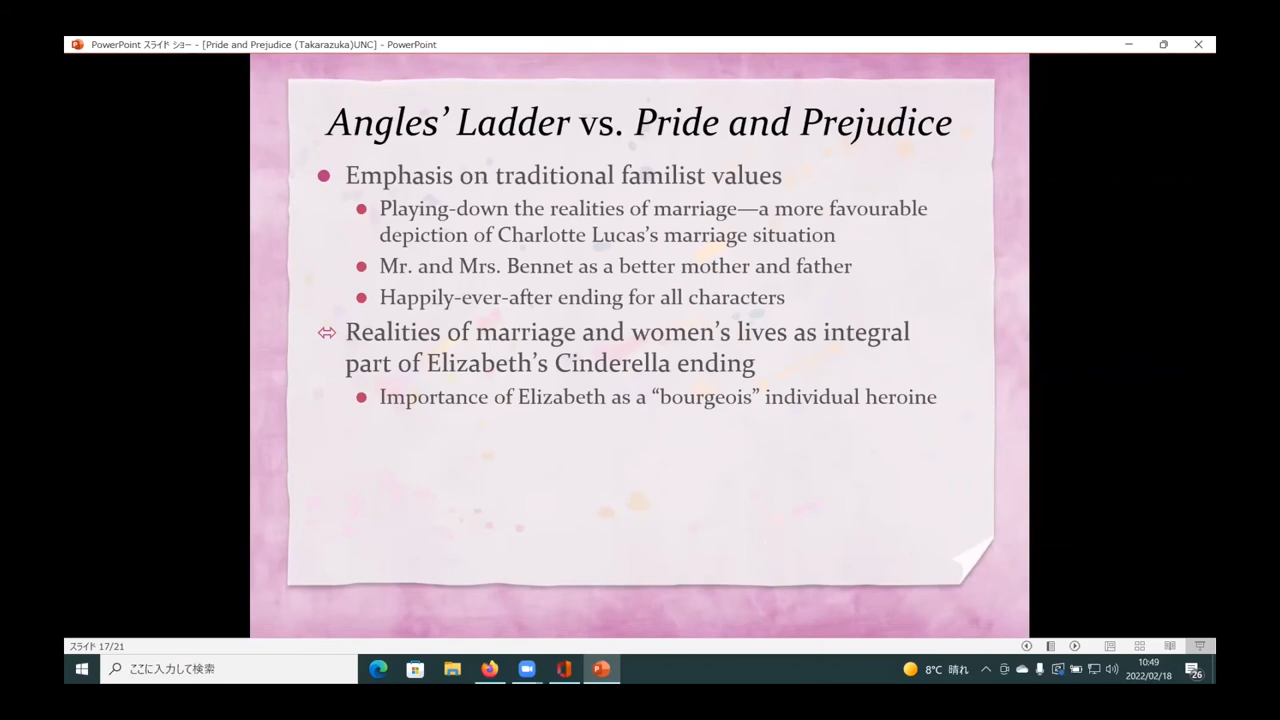 PowerPoint スライド ショー - [Pride and Prejudice (Takarazuka)UNC] - PowerPoint
Angles’ Ladder vs. Pride and Prejudice
Emphasis on traditional familist values
Playing-down the realities of marriage—a more favourable
depiction of Charlotte Lucas’s marriage situation
Mr. and Mrs. Bennet as a better mother and father
Happily-ever-after ending for all characters
Realities of marriage and women’s lives as integral
part of Elizabeth’s Cinderella ending
Importance of Elizabeth as a “bourgeois” individual heroine
スライド 17/21
ここに入力して検索
8°C 晴れ
10:49
2022/02/18
26